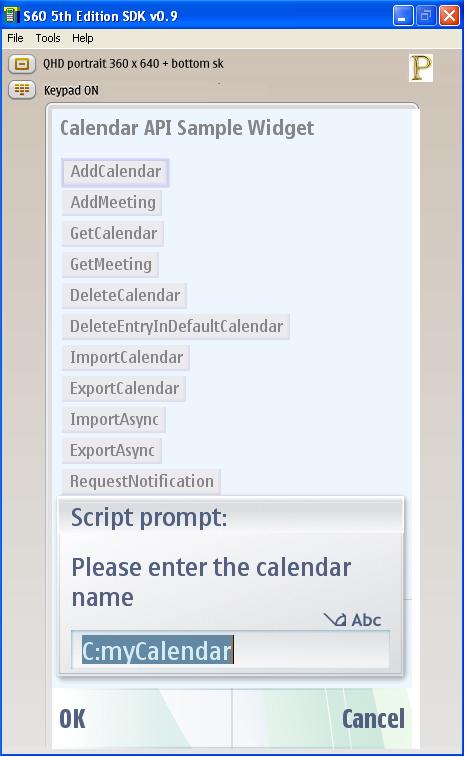 S60 5th Edition SDK v0.9
File Tools Help
QHD portrait 360 x 640 + bottom sk
P
Keypad ON
Calendar API Sample Widget
AddCalendar
AddMeeting
GetCalendar
GetMeeting
DeleteCalendar
DeleteEntryInDefaultCalendar
ImportCalendar
ExportCalendar
ImportAsync
ExportAsync
RequestNotification
Script prompt:
Please enter the calendar
name
Abc
C:myCalendar
OK Cancel